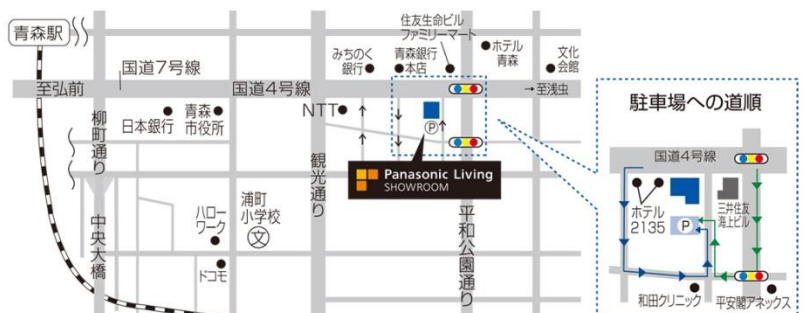 青森駅
国道7号線
至弘前
国道4号線
みちのく
銀行
青森銀行
本店
住友生命ビル
ファミリーマート
ホテル
青森
文化
会館
→至浅虫
柳町通り
日本銀行
青森
市役所
NTT
P
観光通り
Panasonic Living
SHOWROOM
平和公園通り
中央大橋
ハロー
ワーク
浦町
小学校
文
ドコモ
駐車場への道順
国道4号線
ホテル
2135
P
三井住友
海上ビル
和田クリニック
平安閣アネックス